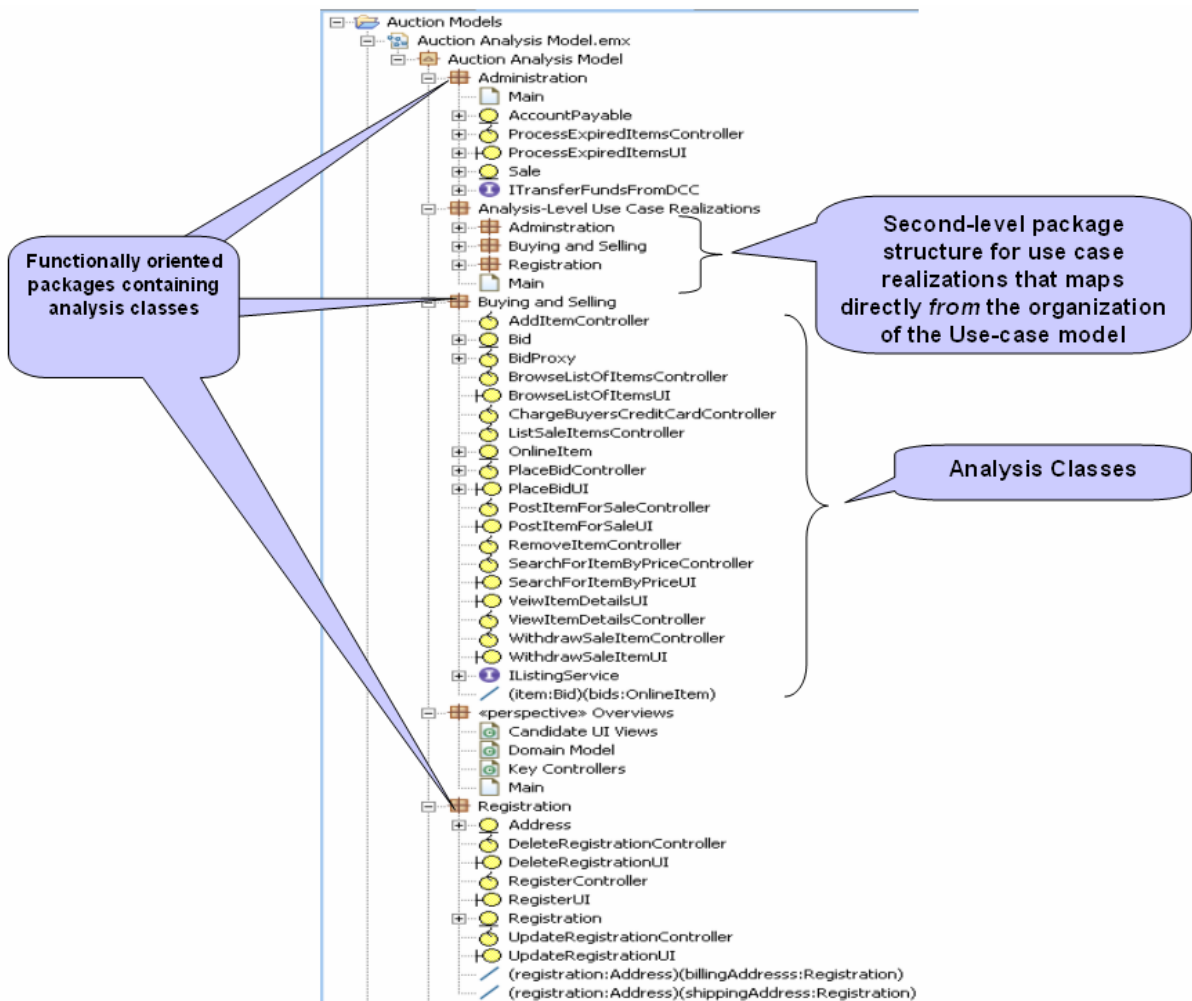 Auction Models
Auction Analysis Model.emx
Auction Analysis Model
Administration
Main
AccountPayable
ProcessExpiredItemsController
ProcessExpiredItemsUI
Sale
ITransferFundsFromDCC
Analysis-Level Use Case Realizations
Adminstration
Buying and Selling
Registration
Main
Buying and Selling
AddItemController
Bid
BidProxy
BrowseListOfItemsController
BrowseListOfItemsUI
ChargeBuyersCreditCardController
ListSaleItemsController
OnlineItem
PlaceBidController
PlaceBidUI
PostItemForSaleController
PostItemForSaleUI
RemoveItemController
SearchForItemByPriceController
SearchForItemByPriceUI
VeiwItemDetailsUI
ViewItemDetailsController
WithdrawSaleItemController
WithdrawSaleItemUI
IListingService
(item:Bid)(bids:OnlineItem)
«perspective» Overviews
Candidate UI Views
Domain Model
Key Controllers
Main
Registration
Address
DeleteRegistrationController
DeleteRegistrationUI
RegisterController
RegisterUI
Registration
UpdateRegistrationController
UpdateRegistrationUI
(registration:Address)(billingAddresss:Registration)
(registration:Address)(shippingAddress:Registration)
Functionally oriented
packages containing
analysis classes
Second-level package
structure for use case
realizations that maps
directly from the organization
of the Use-case model
Analysis Classes